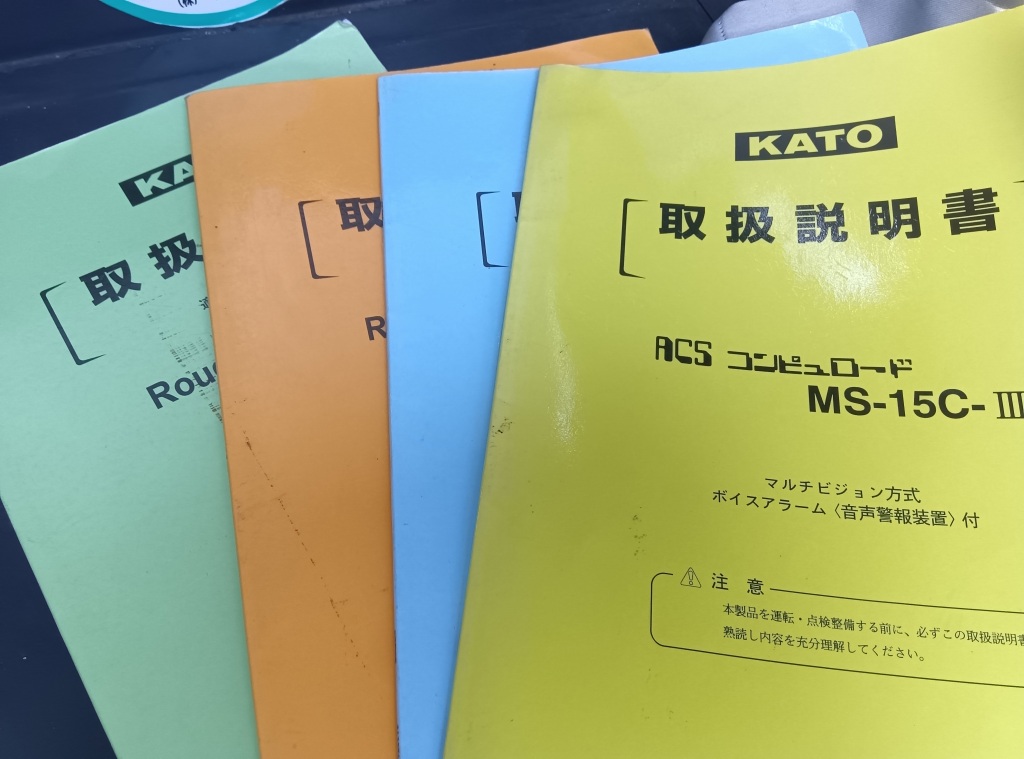 (株)
KA
取扱
Roug
取
R
KATO
取扱説明書
ACS コンピュロード
MS-15C-III
マルチビジョン方式
ボイスアラーム〈音声警報装置〉付
⚠ 注意
本製品を運転・点検整備する前に、必ずこの取扱説明書
熟読し内容を充分理解してください。